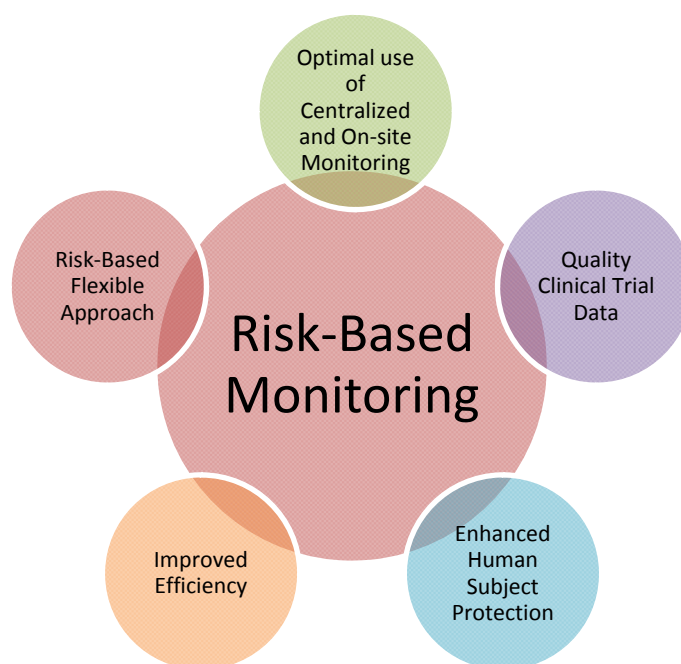 Optimal use
of
Centralized
and On-site
Monitoring
Risk-Based
Flexible
Approach
Quality
Clinical Trial
Data
Risk-Based
Monitoring
Improved
Efficiency
Enhanced
Human
Subject
Protection